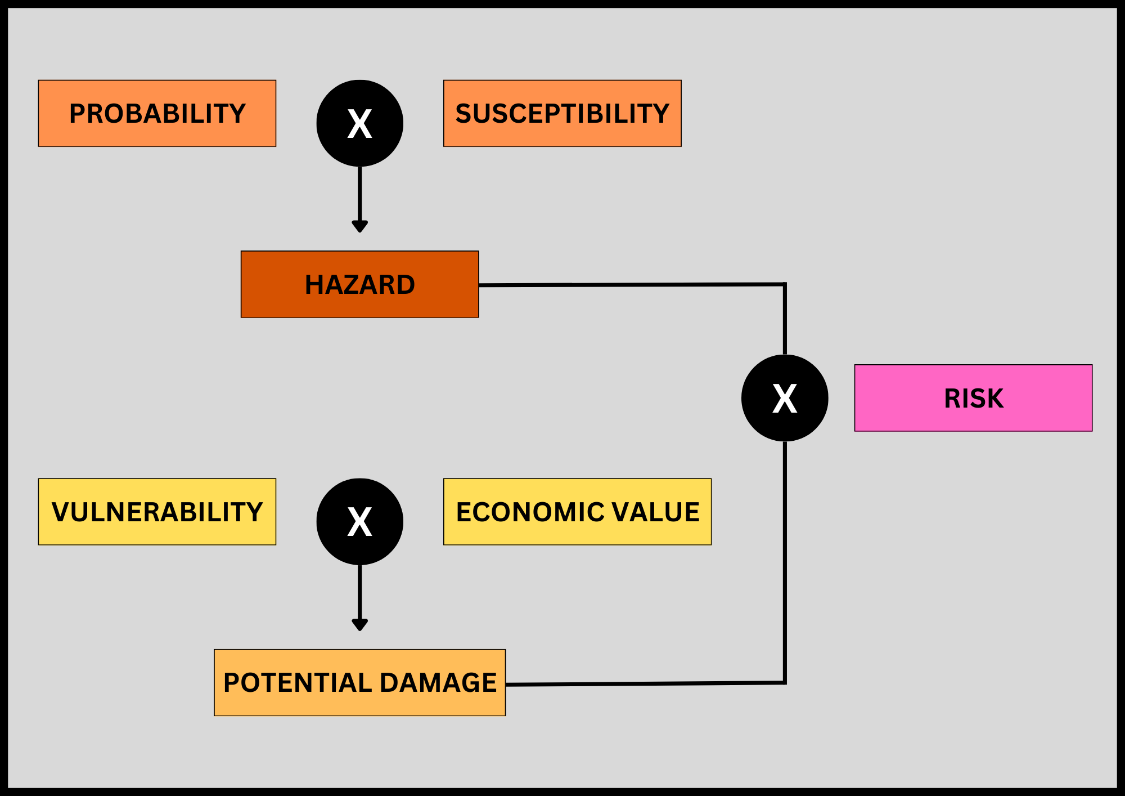 PROBABILITY
X
SUSCEPTIBILITY
HAZARD
X
RISK
VULNERABILITY
X
ECONOMIC VALUE
POTENTIAL DAMAGE